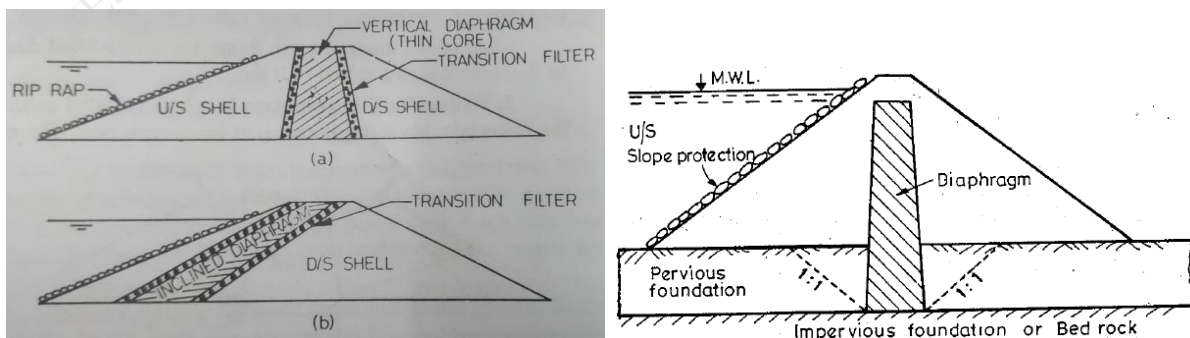 VERTICAL DIAPHRAGM
(THIN CORE)
TRANSITION FILTER
RIP RAP
U/S SHELL
D/S SHELL
(a)
TRANSITION FILTER
INCLINED-DIAPHRAGM
D/S SHELL
(b)
M.W.L.
U/S
Slope protection
Diaphragm
Pervious
foundation
1:1
1:1
Impervious foundation or Bed rock